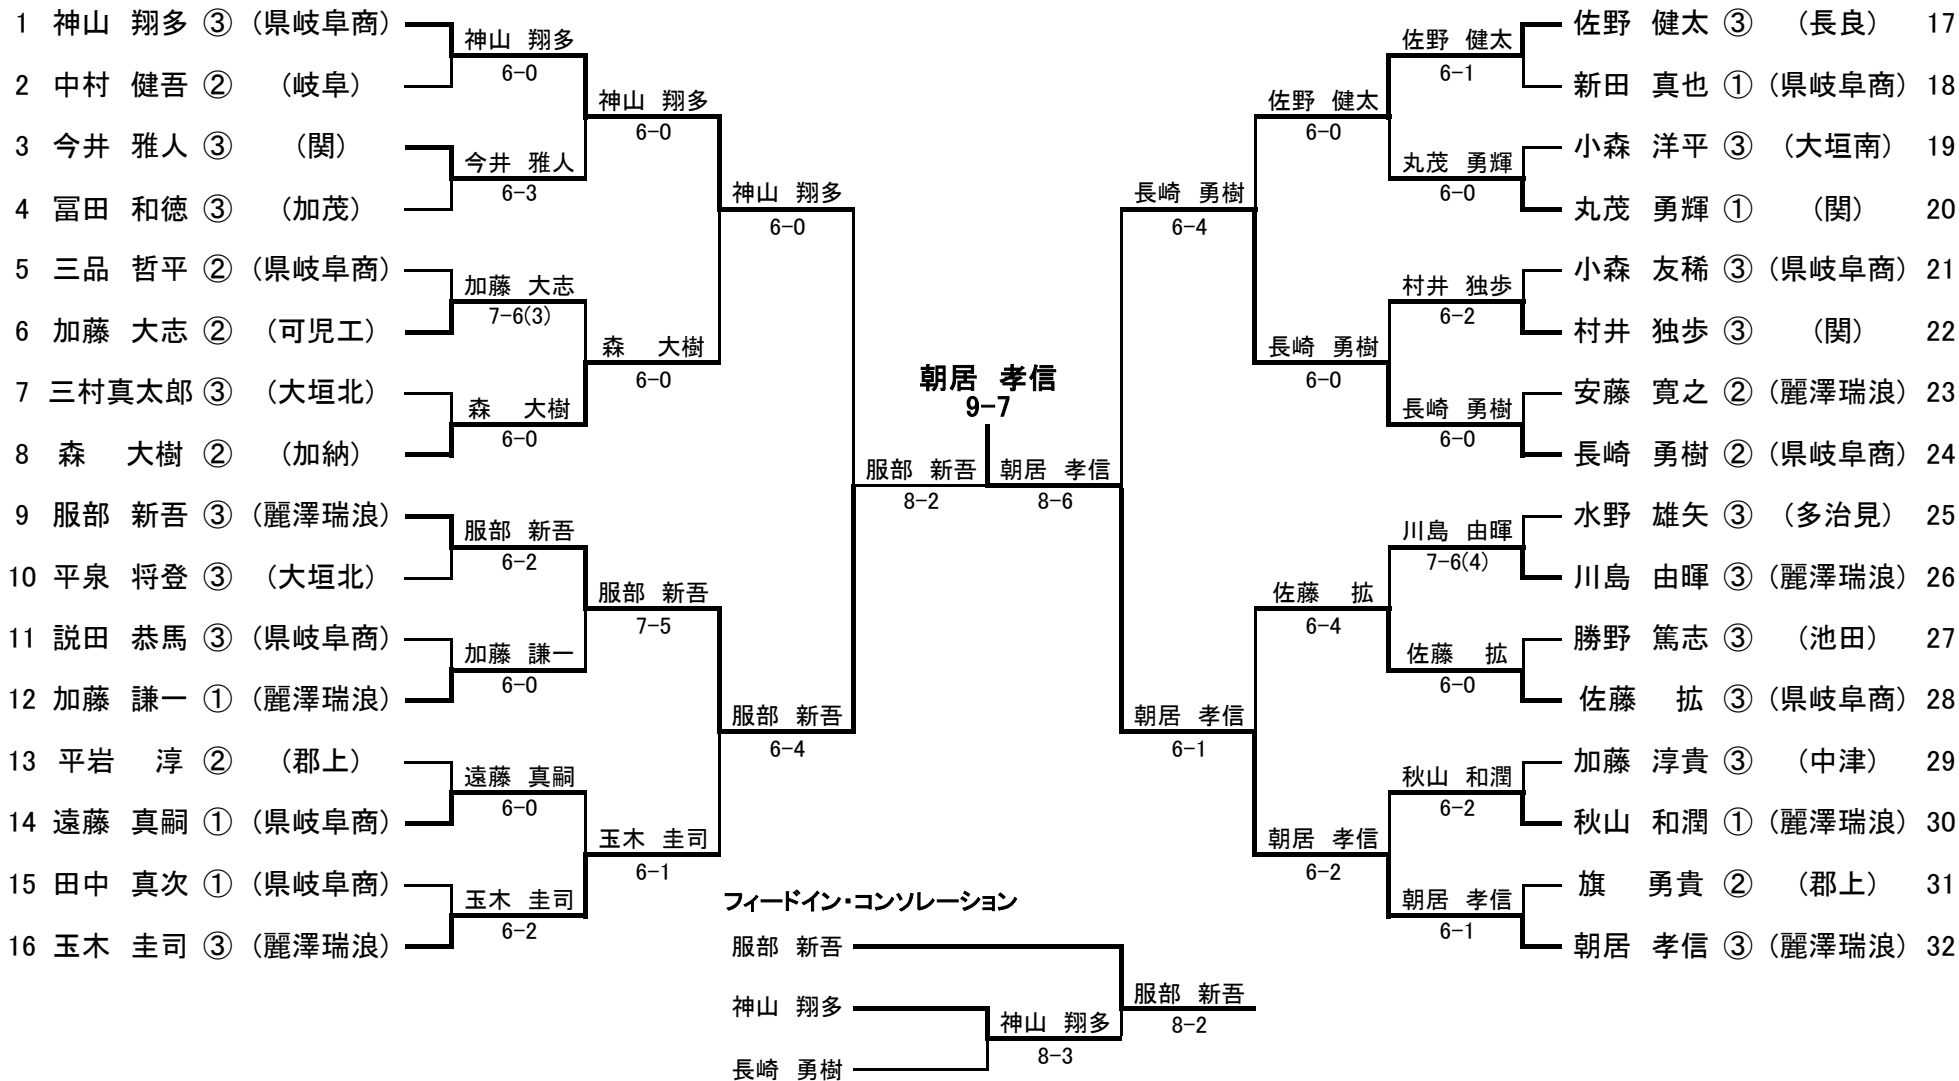 1 神山 翔多 ③ (県岐阜商)
2 中村 健吾 ② (岐阜)
3 今井 雅人 ③ (関)
4 冨田 和徳 ③ (加茂)
5 三品 哲平 ② (県岐阜商)
6 加藤 大志 ② (可児工)
7 三村真太郎 ③ (大垣北)
8 森 大樹 ② (加納)
9 服部 新吾 ③ (麗澤瑞浪)
10 平泉 将登 ③ (大垣北)
11 説田 恭馬 ③ (県岐阜商)
12 加藤 謙一 ① (麗澤瑞浪)
13 平岩 淳 ② (郡上)
14 遠藤 真嗣 ① (県岐阜商)
15 田中 真次 ① (県岐阜商)
16 玉木 圭司 ③ (麗澤瑞浪)
神山 翔多
6-0
今井 雅人
6-3
加藤 大志
7-6(3)
森 大樹
6-0
服部 新吾
6-2
加藤 謙一
6-0
遠藤 真嗣
6-0
玉木 圭司
6-2
神山 翔多
6-0
森 大樹
6-0
服部 新吾
7-5
玉木 圭司
6-1
神山 翔多
6-0
服部 新吾
6-4
服部 新吾
8-2
朝居 孝信
9-7
朝居 孝信
8-6
長崎 勇樹
6-4
朝居 孝信
6-1
佐野 健太
6-0
長崎 勇樹
6-0
佐藤 拡
6-4
朝居 孝信
6-2
佐野 健太
6-1
丸茂 勇輝
6-0
村井 独歩
6-2
長崎 勇樹
6-0
川島 由暉
7-6(4)
佐藤 拡
6-0
秋山 和潤
6-2
朝居 孝信
6-1
佐野 健太 ③ (長良) 17
新田 真也 ① (県岐阜商) 18
小森 洋平 ③ (大垣南) 19
丸茂 勇輝 ① (関) 20
小森 友稀 ③ (県岐阜商) 21
村井 独歩 ③ (関) 22
安藤 寛之 ② (麗澤瑞浪) 23
長崎 勇樹 ② (県岐阜商) 24
水野 雄矢 ③ (多治見) 25
川島 由暉 ③ (麗澤瑞浪) 26
勝野 篤志 ③ (池田) 27
佐藤 拡 ③ (県岐阜商) 28
加藤 淳貴 ③ (中津) 29
秋山 和潤 ① (麗澤瑞浪) 30
旗 勇貴 ② (郡上) 31
朝居 孝信 ③ (麗澤瑞浪) 32
フィードイン・コンソレーション
服部 新吾
神山 翔多
長崎 勇樹
神山 翔多
8-3
服部 新吾
8-2